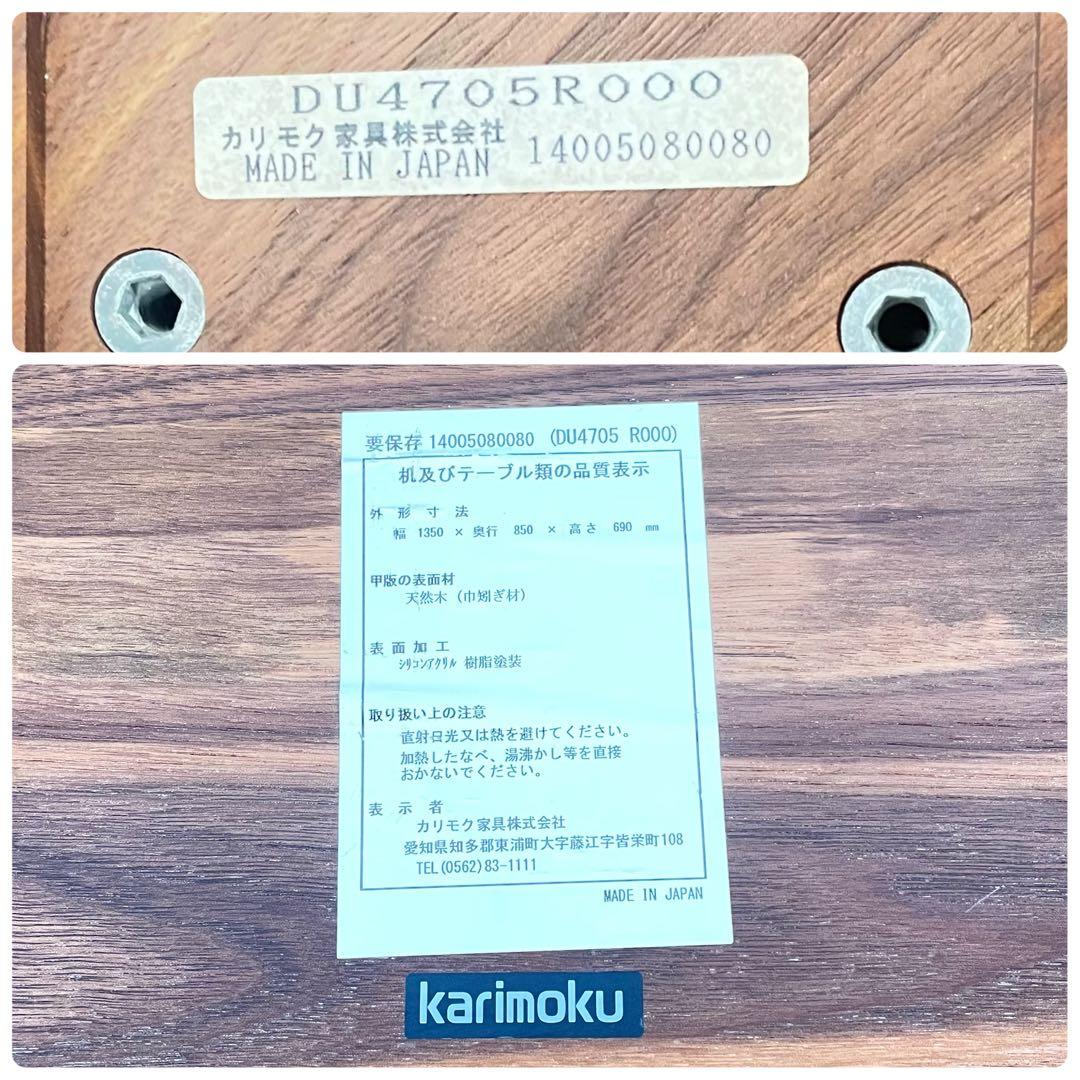 DU4705R000
カリモク家具株式会社
MADE IN JAPAN 14005080080
要保存 14005080080 (DU4705 R000)
机及びテーブル類の品質表示
外形寸法
幅 1350 × 奥行 850 × 高さ 690 mm
甲版の表面材
天然木（巾矧ぎ材）
表面加工
ｼﾘｺﾝｱｸﾘﾙ 樹脂塗装
取り扱い上の注意
直射日光又は熱を避けてください。
加熱したなべ、湯沸かし等を直接
おかないでください。
表示者
カリモク家具株式会社
愛知県知多郡東浦町大字藤江字皆栄町108
TEL(0562)83-1111
MADE IN JAPAN
karimoku